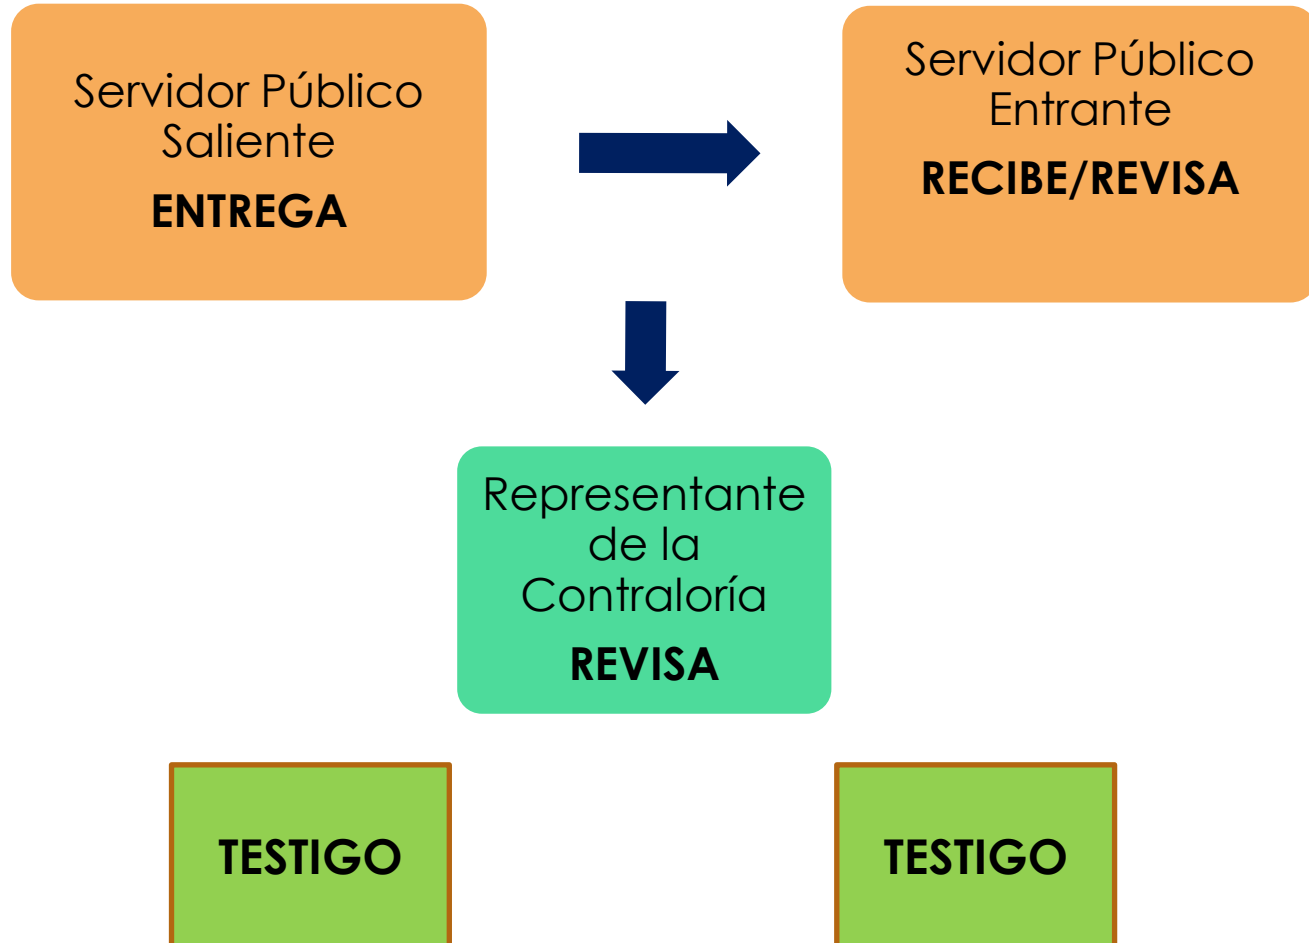 Servidor Público
Saliente
ENTREGA
Servidor Público
Entrante
RECIBE/REVISA
Representante
de la
Contraloría
REVISA
TESTIGO
TESTIGO